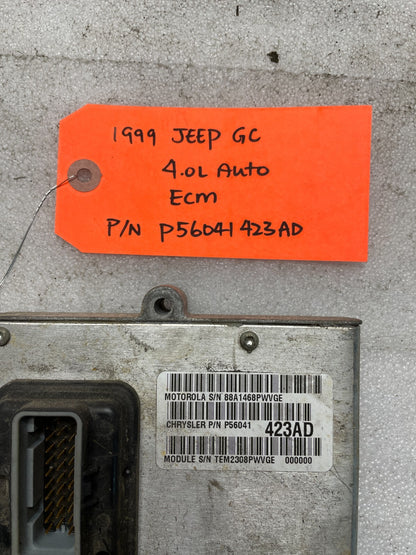 1999 JEEP GC
4.0L Auto
Ecm
P/N P56041423AD
MOTOROLA S/N 88A1468PWVGE
CHRYSLER P/N P56041 423AD
MODULE S/N TEM2308PWVGE 000000